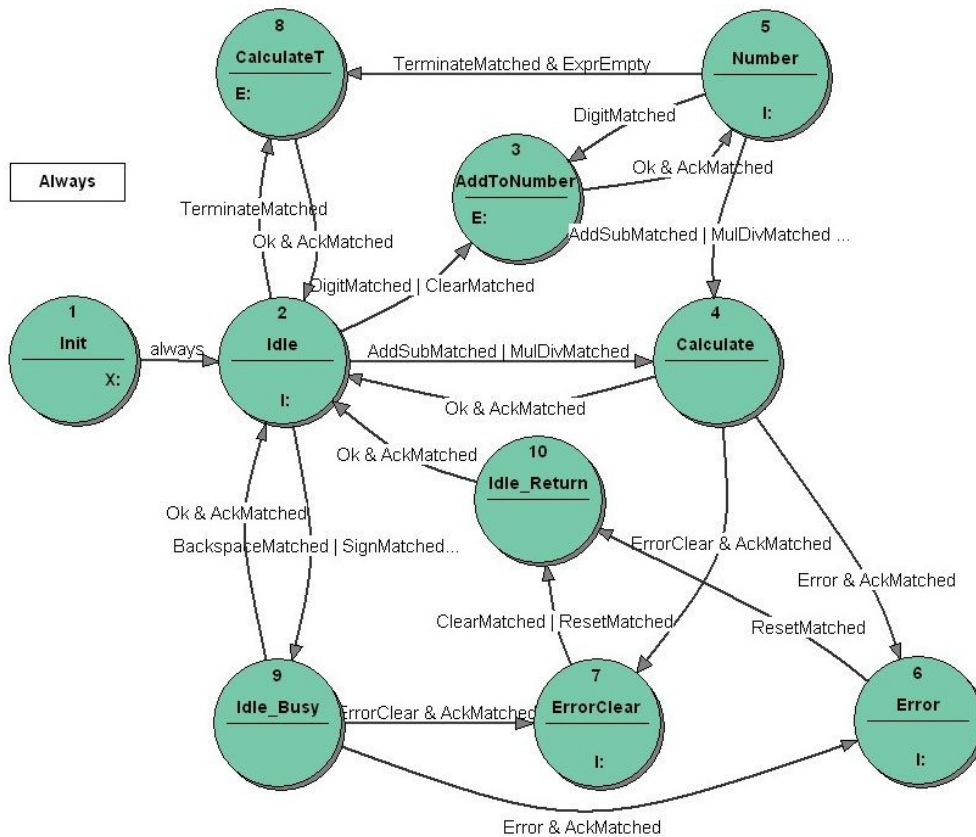 8
CalculateT
E:
5
Number
I:
TerminateMatched & ExprEmpty
DigitMatched
3
AddToNumber
E:
Ok & AckMatched
Always
TerminateMatched
Ok & AckMatched
AddSubMatched | MulDivMatched ...
DigitMatched | ClearMatched
1
Init
X:
always
2
Idle
I:
AddSubMatched | MulDivMatched
4
Calculate
Ok & AckMatched
Ok & AckMatched
10
Idle_Return
Ok & AckMatched
BackspaceMatched | SignMatched...
ErrorClear & AckMatched
Error & AckMatched
ClearMatched | ResetMatched
ResetMatched
9
Idle_Busy
ErrorClear & AckMatched
7
ErrorClear
I:
6
Error
I:
Error & AckMatched